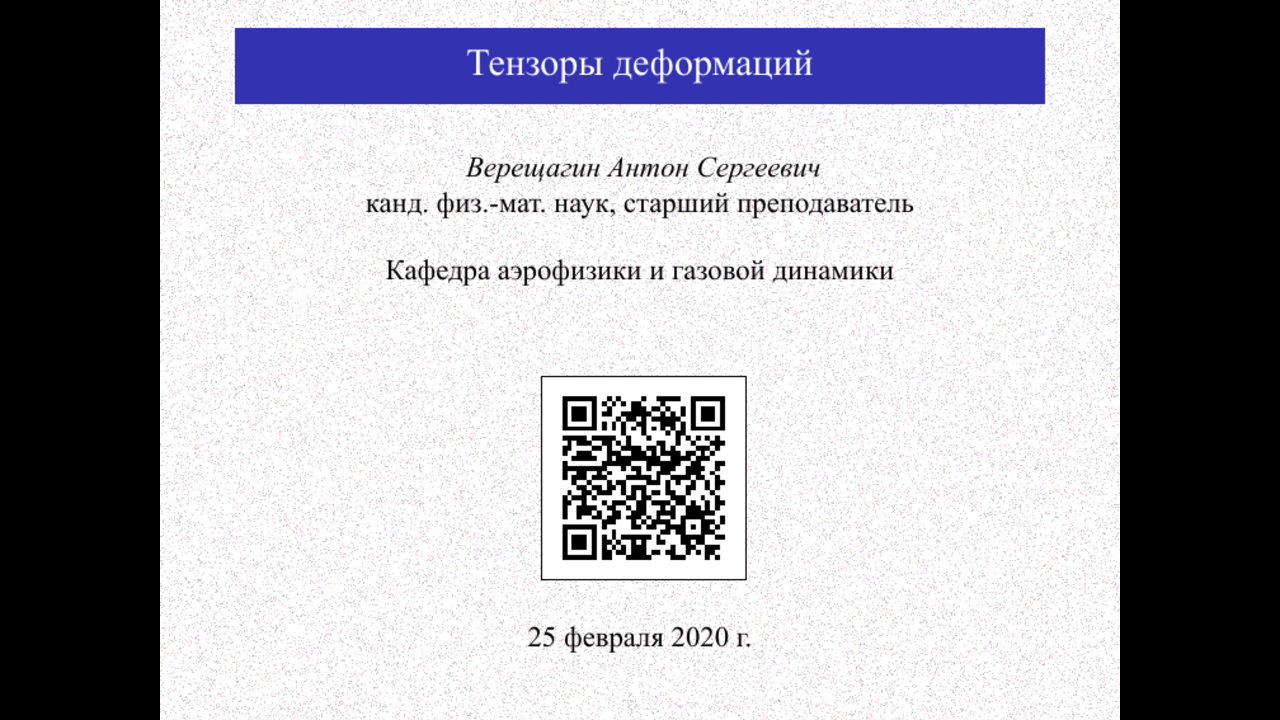 Тензоры деформаций
Верещагин Антон Сергеевич
канд. физ.-мат. наук, старший преподаватель
Кафедра аэрофизики и газовой динамики
25 февраля 2020 г.